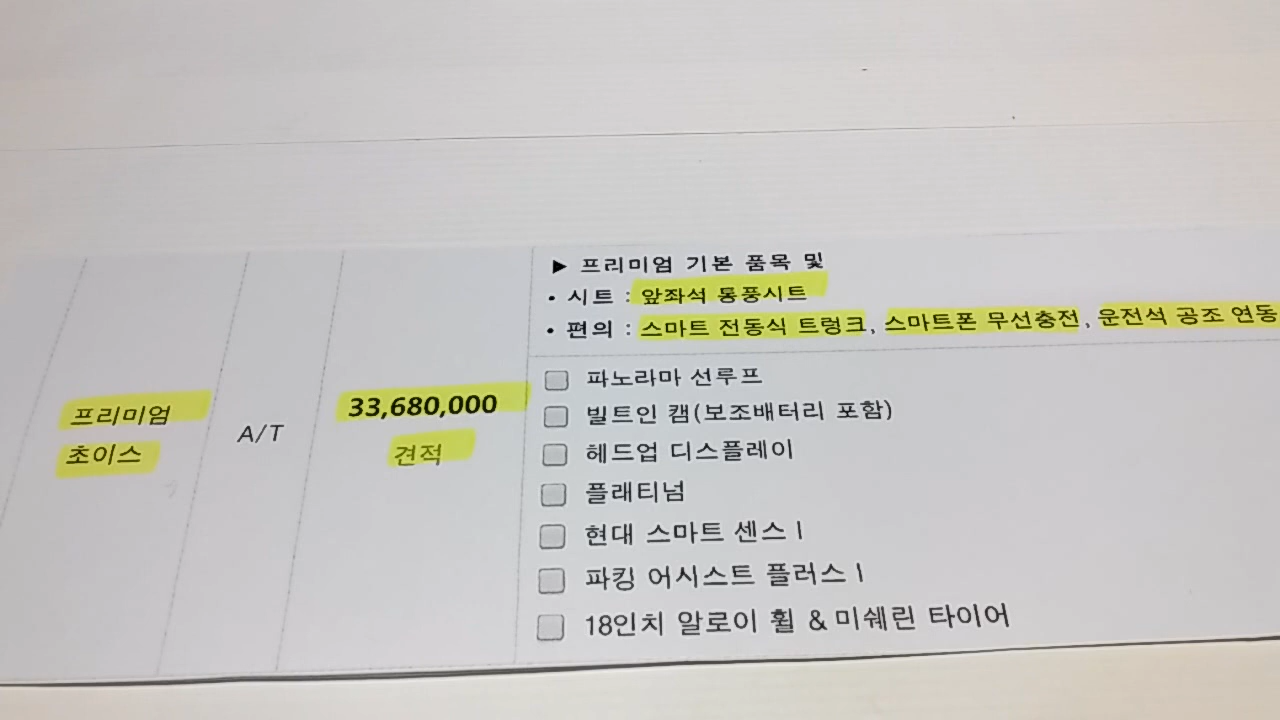 ▶ 프리미엄 기본 품목 및
• 시트 : 앞좌석 통풍시트
• 편의 : 스마트 전동식 트렁크, 스마트폰 무선충전, 운전석 공조 연동
프리미엄
초이스
A/T
33,680,000
견적
파노라마 선루프
빌트인 캠(보조배터리 포함)
헤드업 디스플레이
플래티넘
현대 스마트 센스 I
파킹 어시스트 플러스 I
18인치 알로이 휠 & 미쉐린 타이어